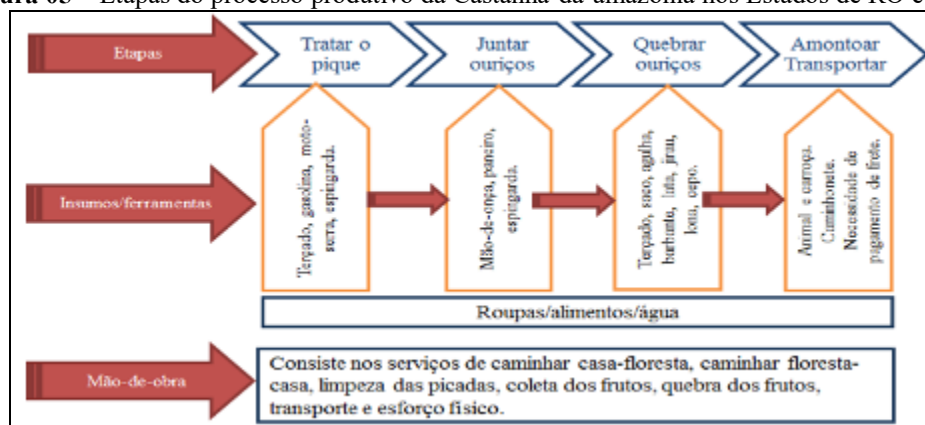 Etapas do processo produtivo da Castanha-da-amazônia nos Estados de RO e
Etapas
Tratar o
pique
Juntar
ouriços
Quebrar
ouriços
Amontoar
Transportar
Insumos/ferramentas
Terçado, gasolina, moto-
serra, espingarda.
Mão-de-onça, paneiro,
espingarda.
Terçado, saco, agulha,
barbante, lata, jirau,
lona, cepo.
Animal e carroça.
Caminhonete.
Necessidade de
pagamento de frete.
Roupas/alimentos/água
Mão-de-obra
Consiste nos serviços de caminhar casa-floresta, caminhar floresta-
casa, limpeza das picadas, coleta dos frutos, quebra dos frutos,
transporte e esforço físico.